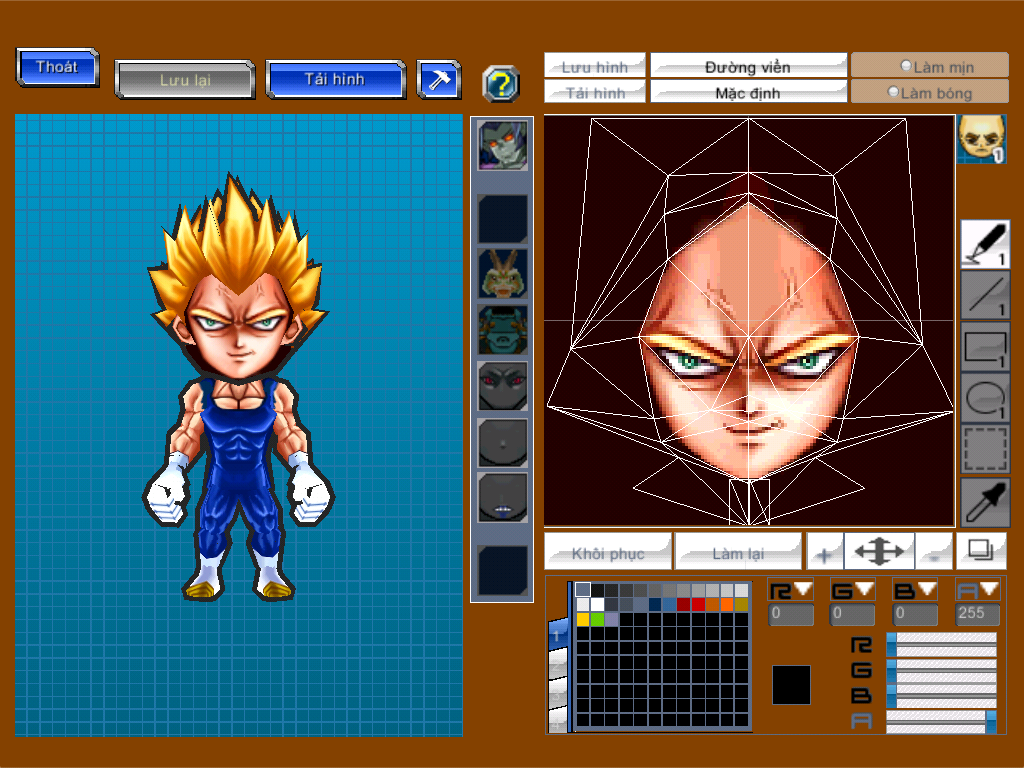 Thoát
Lưu lại
Tải hình
?
Lưu hình
Đường viền
Làm mịn
Tải hình
Mặc định
Làm bóng
1
1
1
1
1
Khôi phục
Làm lại
+
-
R
G
B
A
0
0
0
255
1
R
G
B
A